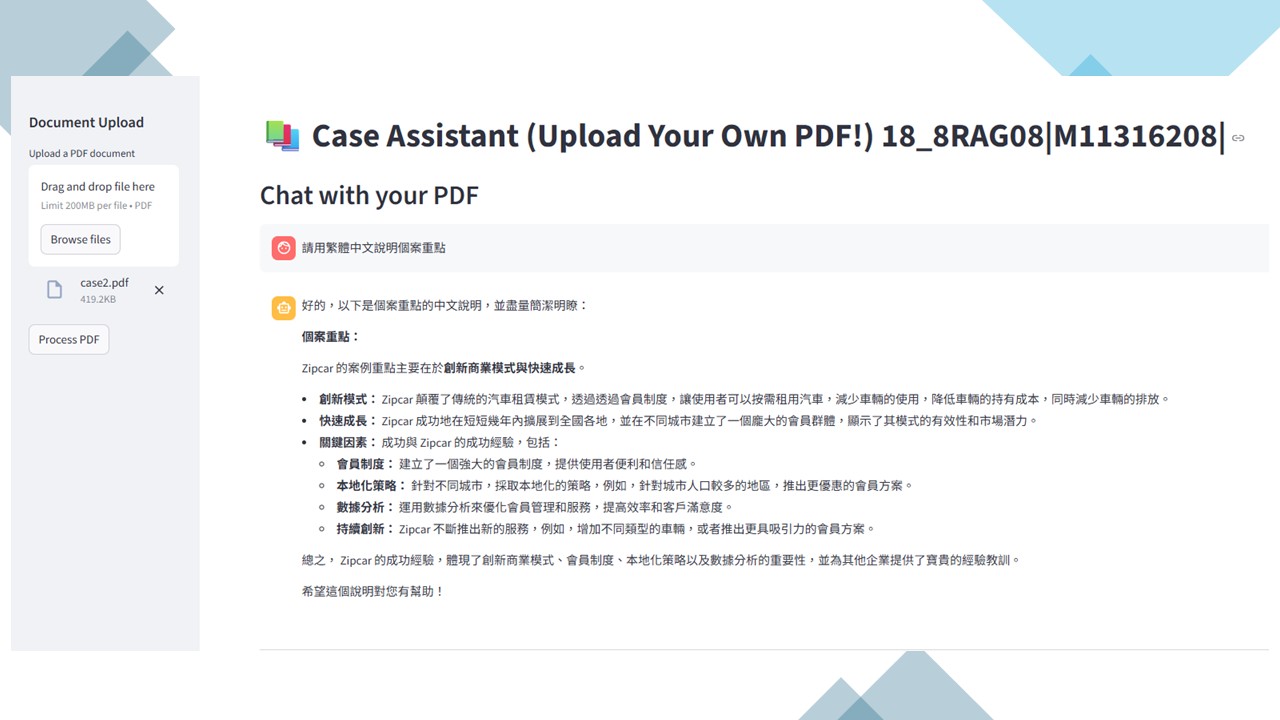 Document Upload
Upload a PDF document
Drag and drop file here
Limit 200MB per file • PDF
Browse files
case2.pdf
419.2KB
Process PDF
Case Assistant (Upload Your Own PDF!) 18_8RAG08|M11316208|
Chat with your PDF
請用繁體中文說明個案重點
好的，以下是個案重點的中文說明，並盡量簡潔明瞭：
個案重點：
Zipcar 的案例重點主要在於創新商業模式與快速成長。
• 創新模式： Zipcar 顛覆了傳統的汽車租賃模式，透過透過會員制度，讓使用者可以按需租用汽車，減少車輛的使用，降低車輛的持有成本，同時減少車輛的排放。
• 快速成長： Zipcar 成功地在短短幾年內擴展到全國各地，並在不同城市建立了一個龐大的會員群體，顯示了其模式的有效性和市場潛力。
• 關鍵因素： 成功與 Zipcar 的成功經驗，包括：
◦ 會員制度： 建立了一個強大的會員制度，提供使用者便利和信任感。
◦ 本地化策略： 針對不同城市，採取本地化的策略，例如，針對城市人口較多的地區，推出更優惠的會員方案。
◦ 數據分析： 運用數據分析來優化會員管理和服務，提高效率和客戶滿意度。
◦ 持續創新： Zipcar 不斷推出新的服務，例如，增加不同類型的車輛，或者推出更具吸引力的會員方案。
總之， Zipcar 的成功經驗，體現了創新商業模式、會員制度、本地化策略以及數據分析的重要性，並為其他企業提供了寶貴的經驗教訓。
希望這個說明對您有幫助！